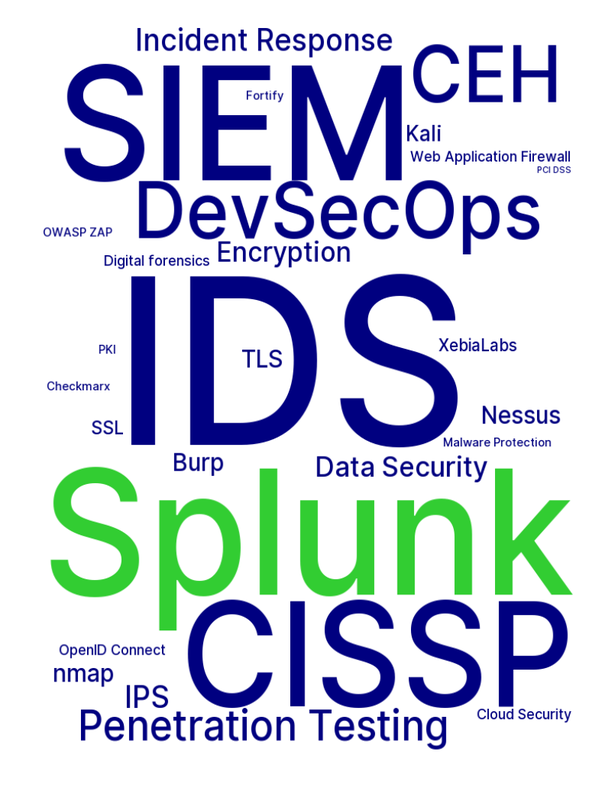 Incident Response
CEH
SIEM
Fortify
Kali
Web Application Firewall
PCI DSS
DevSecOps
OWASP ZAP
Encryption
Digital forensics
IDS
TLS
XebiaLabs
PKI
Checkmarx
Nessus
SSL
Malware Protection
Burp
Data Security
Splunk
CISSP
OpenID Connect
nmap
IPS
Cloud Security
Penetration Testing